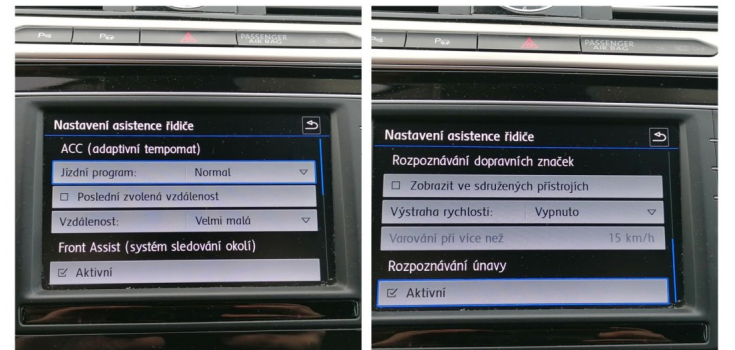 PASSENGER
AIR BAG
Nastavení asistence řidiče
ACC (adaptivní tempomat)
Jízdní program: Normal
Poslední zvolená vzdálenost
Vzdálenost: Velmi malá
Front Assist (systém sledování okolí)
Aktivní
PASSENGER
AIR BAG
Nastavení asistence řidiče
Rozpoznávání dopravních značek
Zobrazit ve sdružených přístrojích
Výstraha rychlosti: Vypnuto
Varování při více než 15 km/h
Rozpoznávání únavy
Aktivní